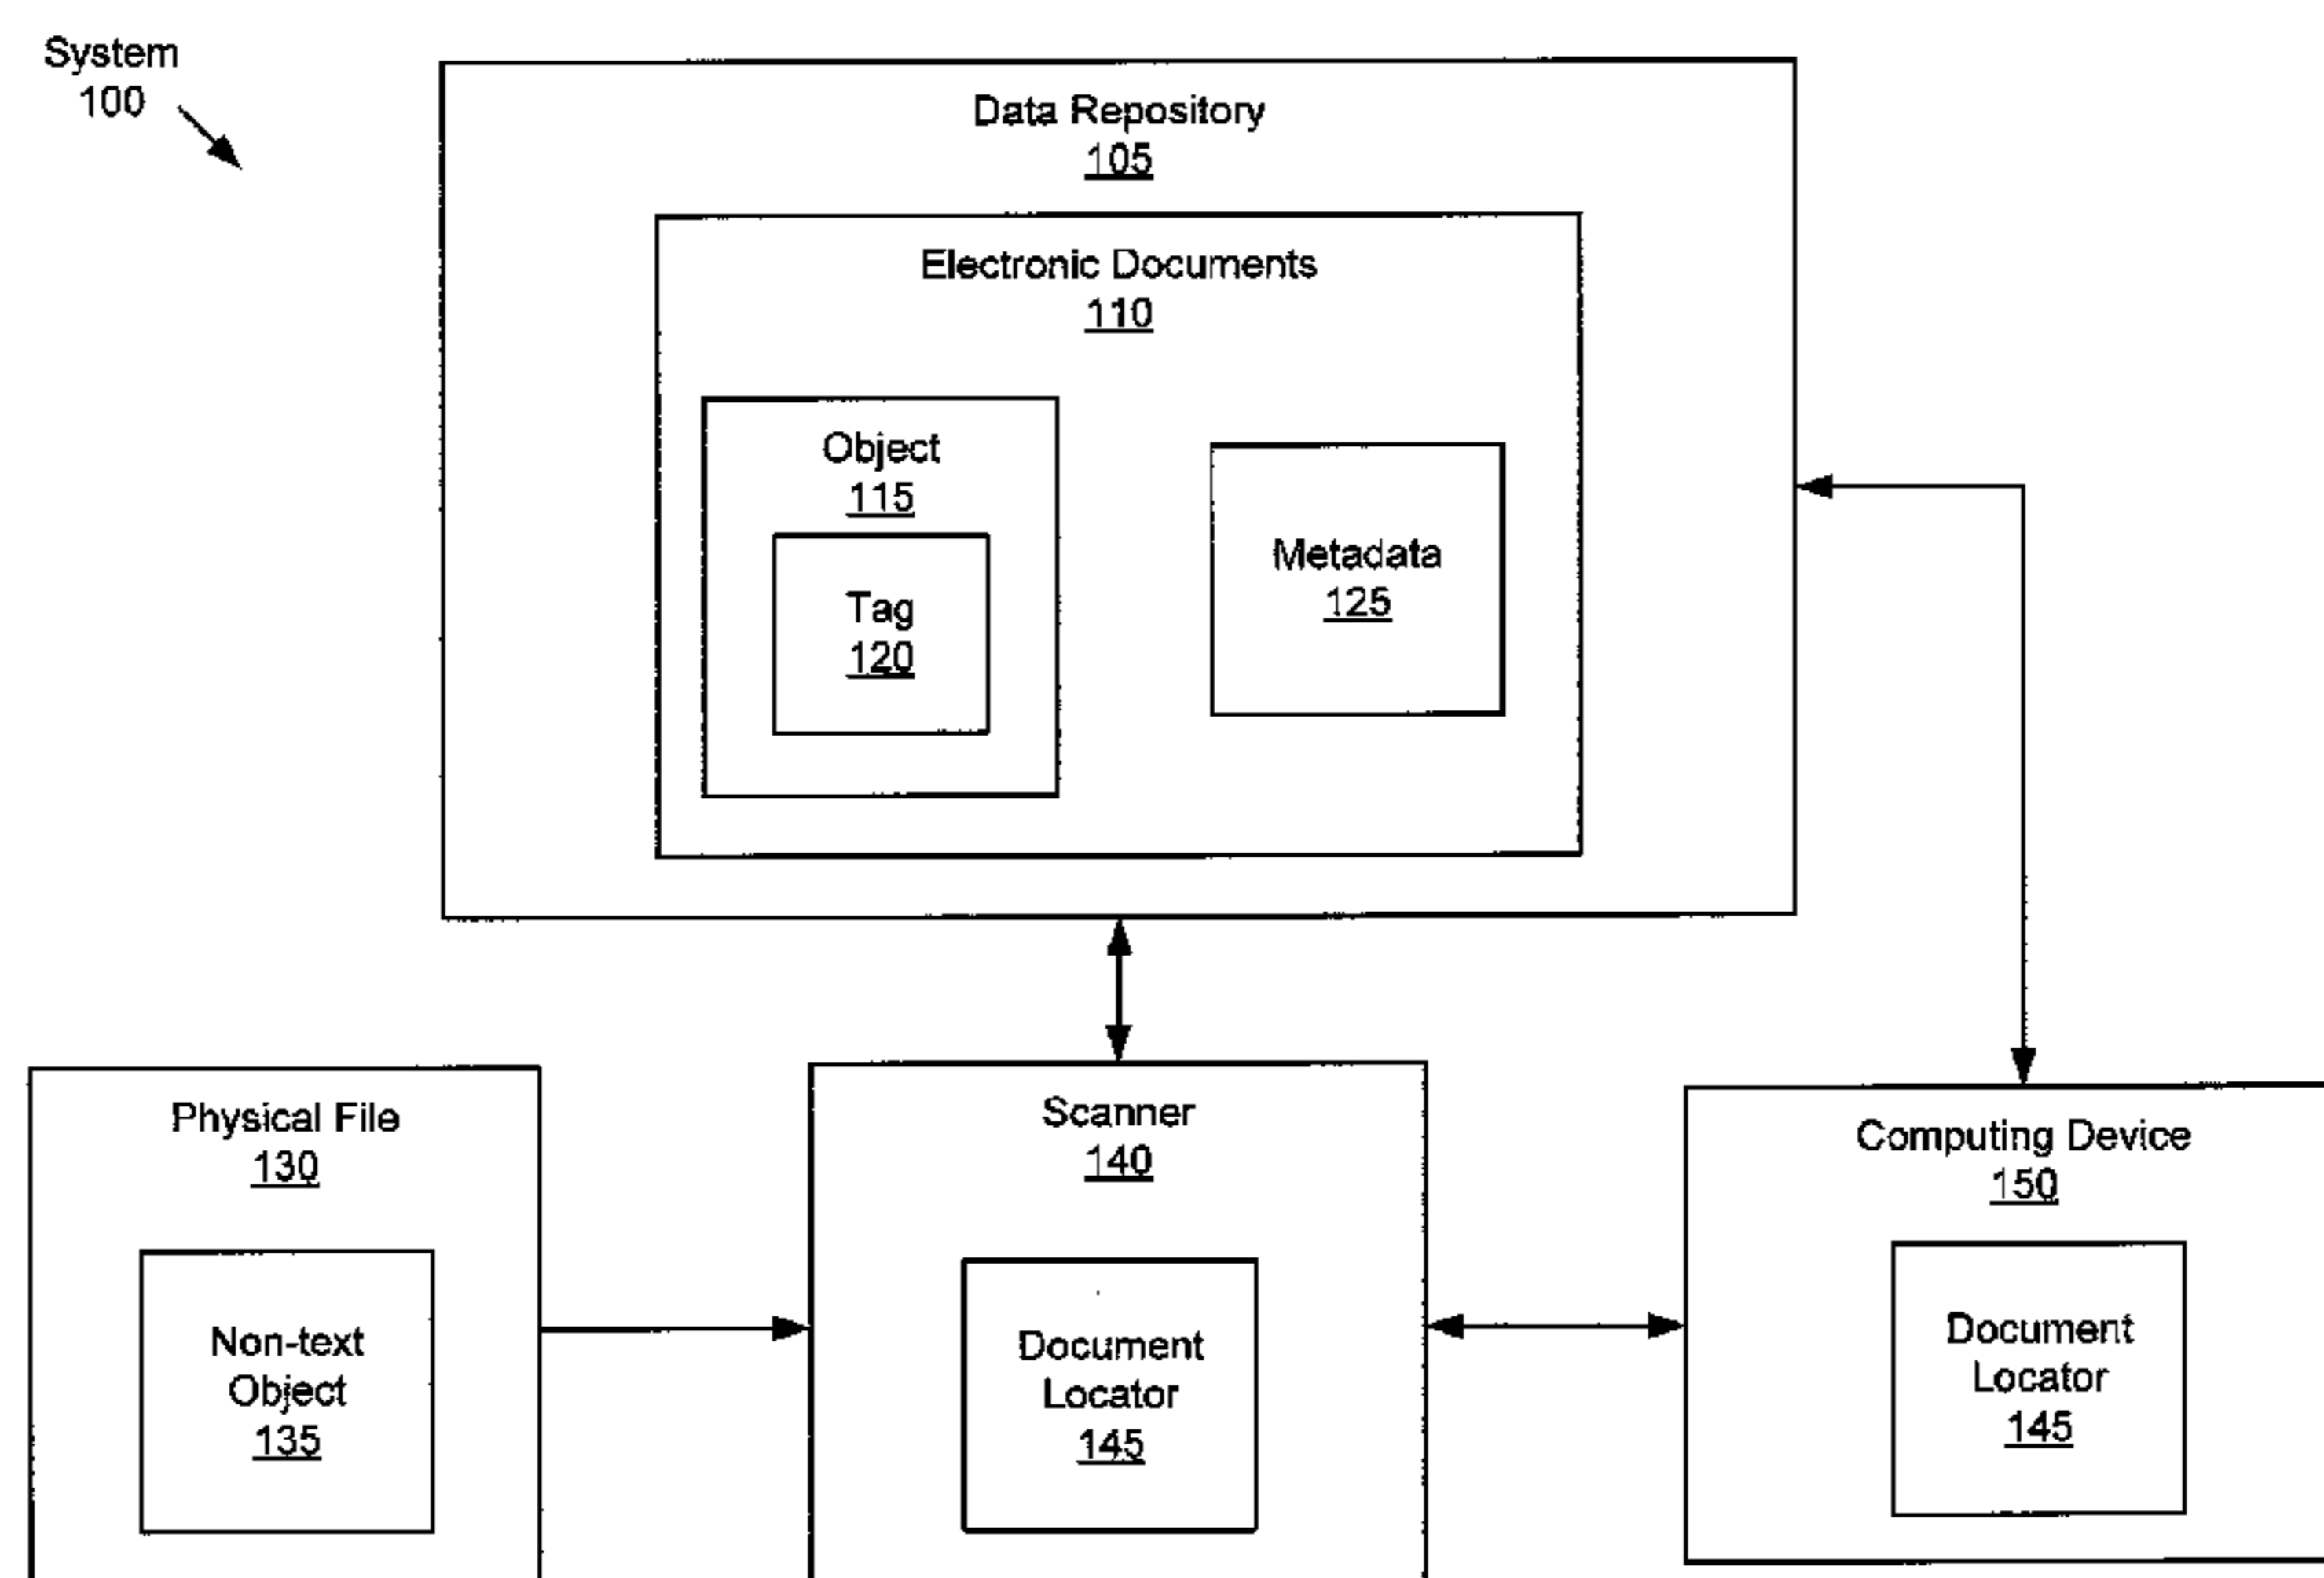 System
100
Data Repository
105
Electronic Documents
110
Object
115
Tag
120
Metadata
125
Physical File
130
Non-text
Object
135
Scanner
140
Document
Locator
145
Computing Device
150
Document
Locator
145